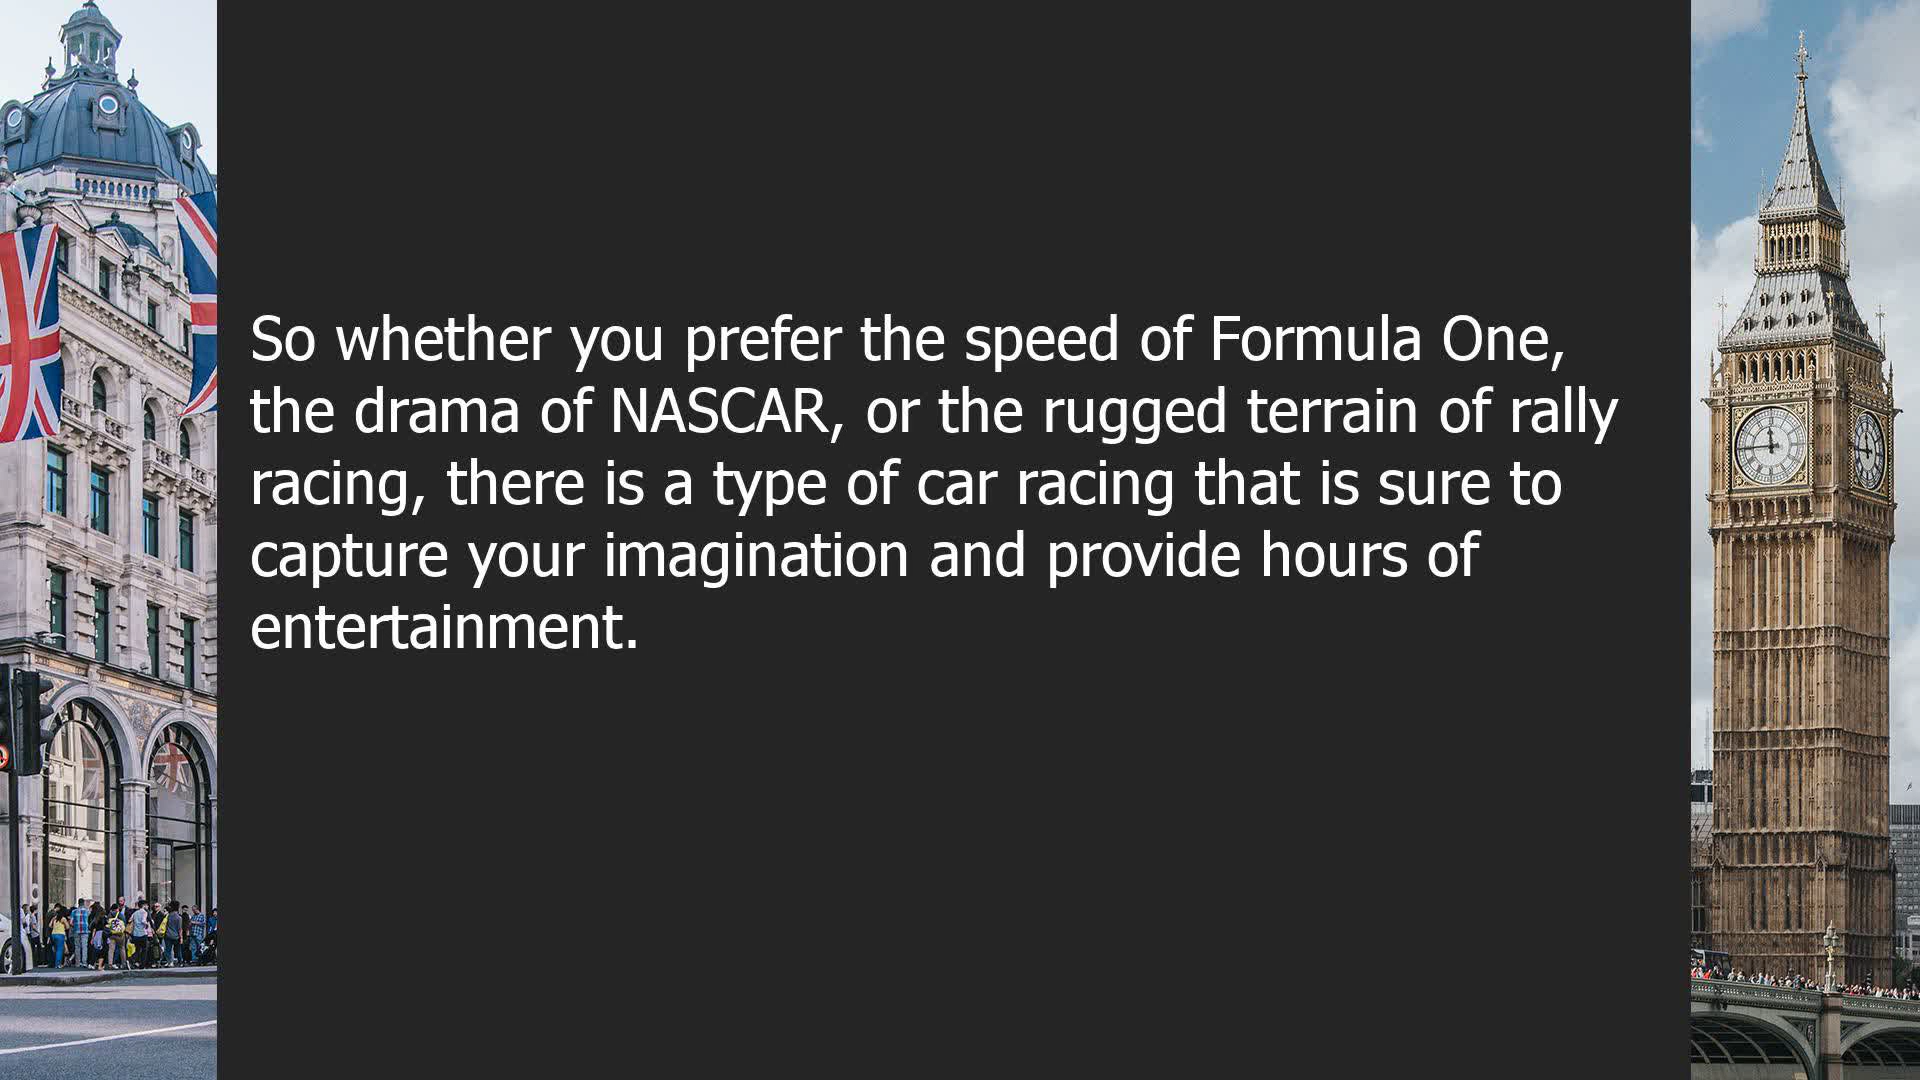 So whether you prefer the speed of Formula One,
the drama of NASCAR, or the rugged terrain of rally
racing, there is a type of car racing that is sure to
capture your imagination and provide hours of
entertainment.